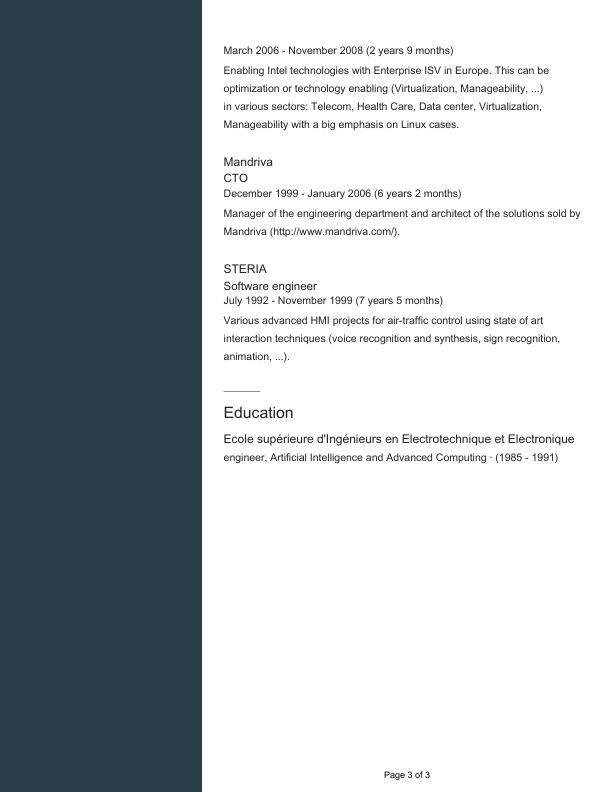 March 2006 - November 2008 (2 years 9 months)
Enabling Intel technologies with Enterprise ISV in Europe. This can be
optimization or technology enabling (Virtualization, Manageability, ...)
in various sectors: Telecom, Health Care, Data center, Virtualization,
Manageability with a big emphasis on Linux cases.
Mandriva
CTO
December 1999 - January 2006 (6 years 2 months)
Manager of the engineering department and architect of the solutions sold by
Mandriva (http://www.mandriva.com/).
STERIA
Software engineer
July 1992 - November 1999 (7 years 5 months)
Various advanced HMI projects for air-traffic control using state of art
interaction techniques (voice recognition and synthesis, sign recognition,
animation, ...).
Education
Ecole supérieure d'Ingénieurs en Electrotechnique et Electronique
engineer, Artificial Intelligence and Advanced Computing · (1985 - 1991)
Page 3 of 3